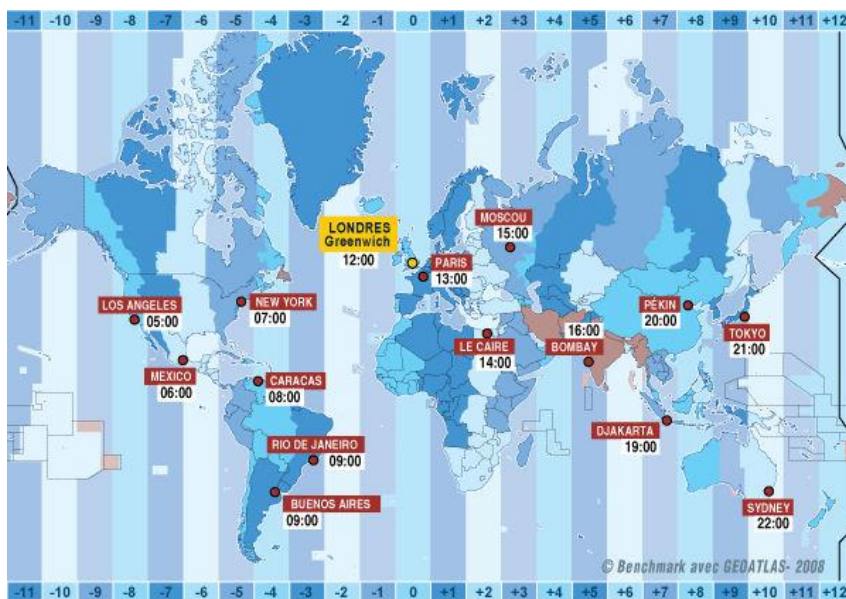 -11 -10 -9 -8 -7 -6 -5 -4 -3 -2 -1 0 +1 +2 +3 +4 +5 +6 +7 +8 +9 +10 +11 +12
LONDRES
Greenwich
12:00
MOSCOU
15:00
PARIS
13:00
LOS ANGELES
05:00
NEW YORK
07:00
PÉKIN
20:00
TOKYO
21:00
LE CAIRE
14:00
16:00
BOMBAY
MEXICO
06:00
CARACAS
08:00
DJAKARTA
19:00
RIO DE JANEIRO
09:00
BUENOS AIRES
09:00
SYDNEY
22:00
© Benchmark avec GEOATLAS- 2008
-11 -10 -9 -8 -7 -6 -5 -4 -3 -2 -1 0 +1 +2 +3 +4 +5 +6 +7 +8 +9 +10 +11 +12